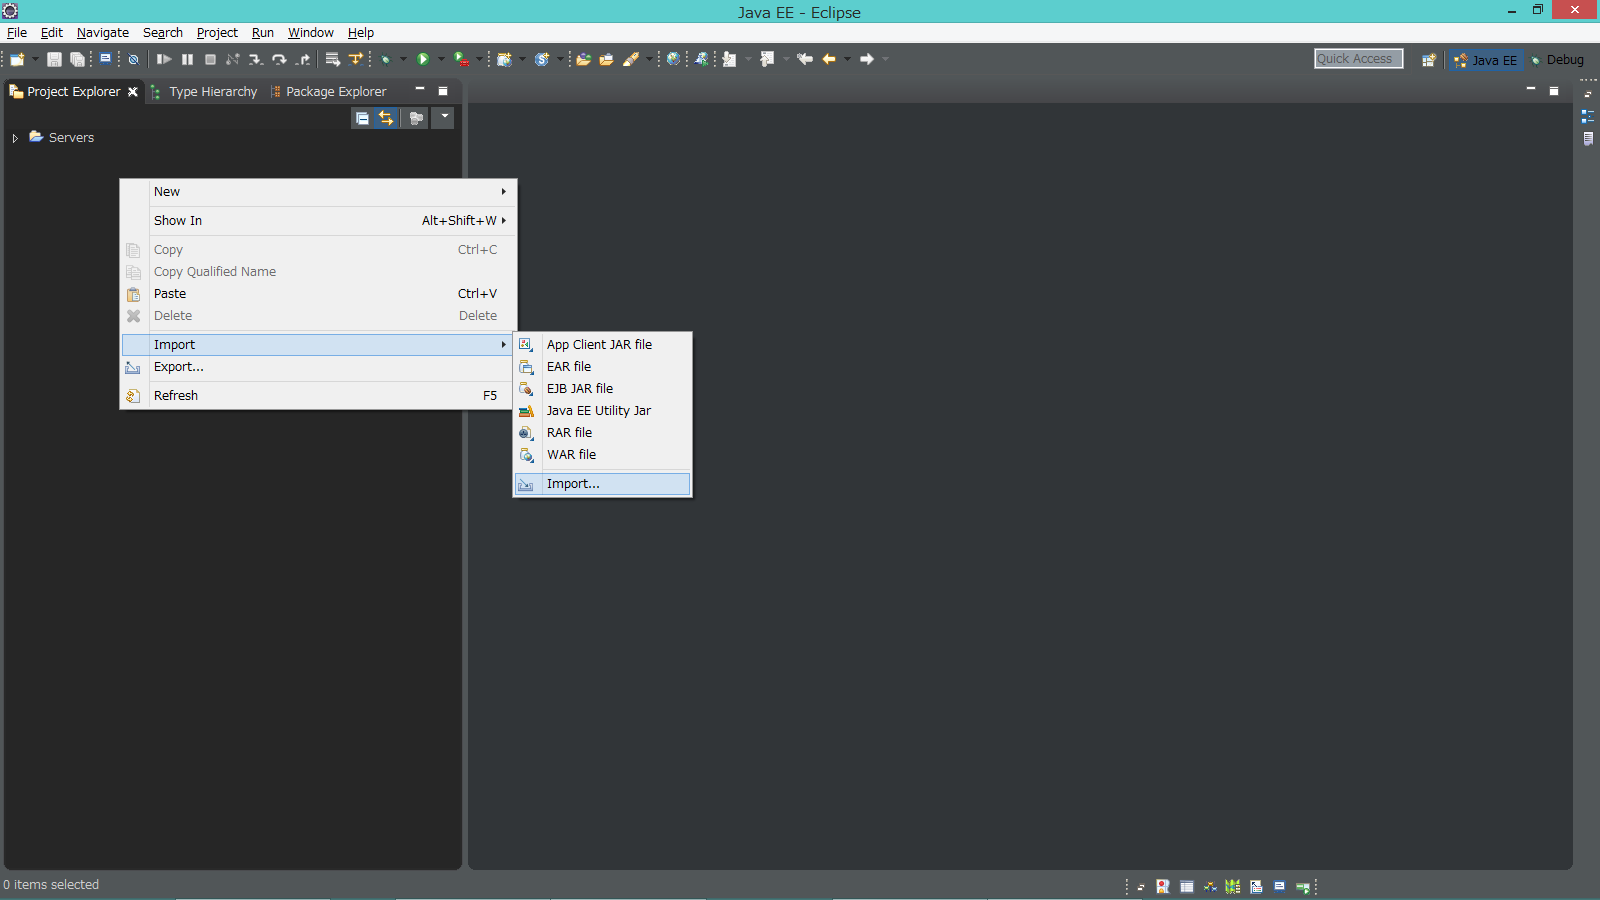 Java EE - Eclipse
File Edit Navigate Search Project Run Window Help
Quick Access Java EE Debug
Project Explorer Type Hierarchy Package Explorer
Servers
New
Show In Alt+Shift+W
Copy Ctrl+C
Copy Qualified Name
Paste Ctrl+V
Delete Delete
Import
Export...
Refresh F5
App Client JAR file
EAR file
EJB JAR file
Java EE Utility Jar
RAR file
WAR file
Import...
0 items selected